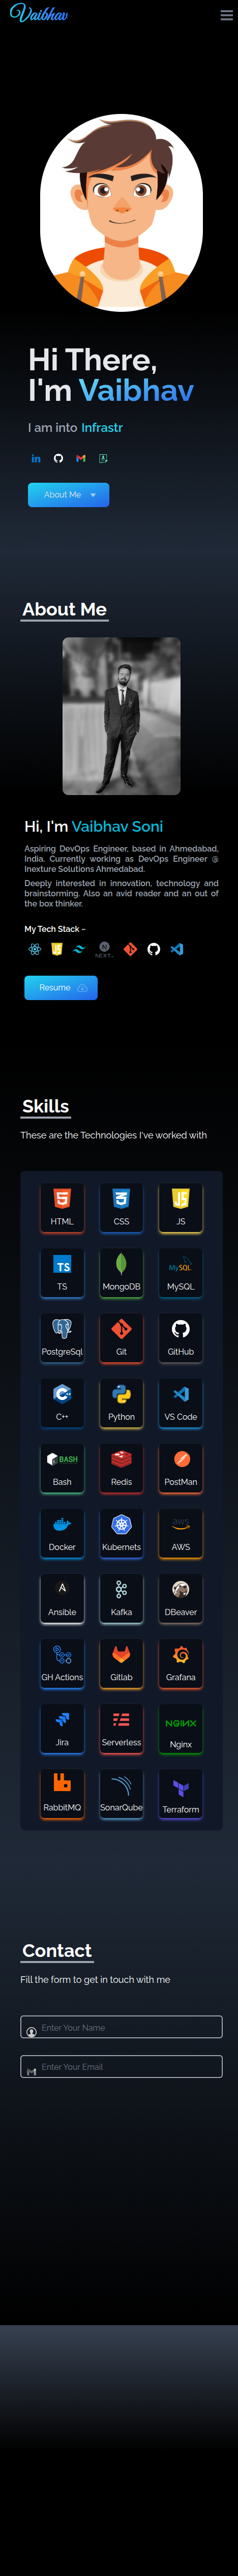 Vaibhav
Hi There,
I'm Vaibhav
I am into Infrastr
About Me
About Me
Hi, I'm Vaibhav Soni
Aspiring DevOps Engineer, based in Ahmedabad,
India. Currently working as DevOps Engineer @
Inexture Solutions Ahmedabad.
Deeply interested in innovation, technology and
brainstorming. Also an avid reader and an out of
the box thinker.
My Tech Stack ~
NEXT.JS
Resume
Skills
These are the Technologies I've worked with
HTML CSS JS
TS
TS MongoDB MySQL
MySQL
PostgreSql Git GitHub
C++ Python VS Code
BASH
Bash Redis PostMan
aws
Docker Kubernets AWS
Ansible Kafka DBeaver
GH Actions Gitlab Grafana
NGINX
Jira Serverless Nginx
RabbitMQ SonarQube Terraform
Contact
Fill the form to get in touch with me
Enter Your Name
Enter Your Email